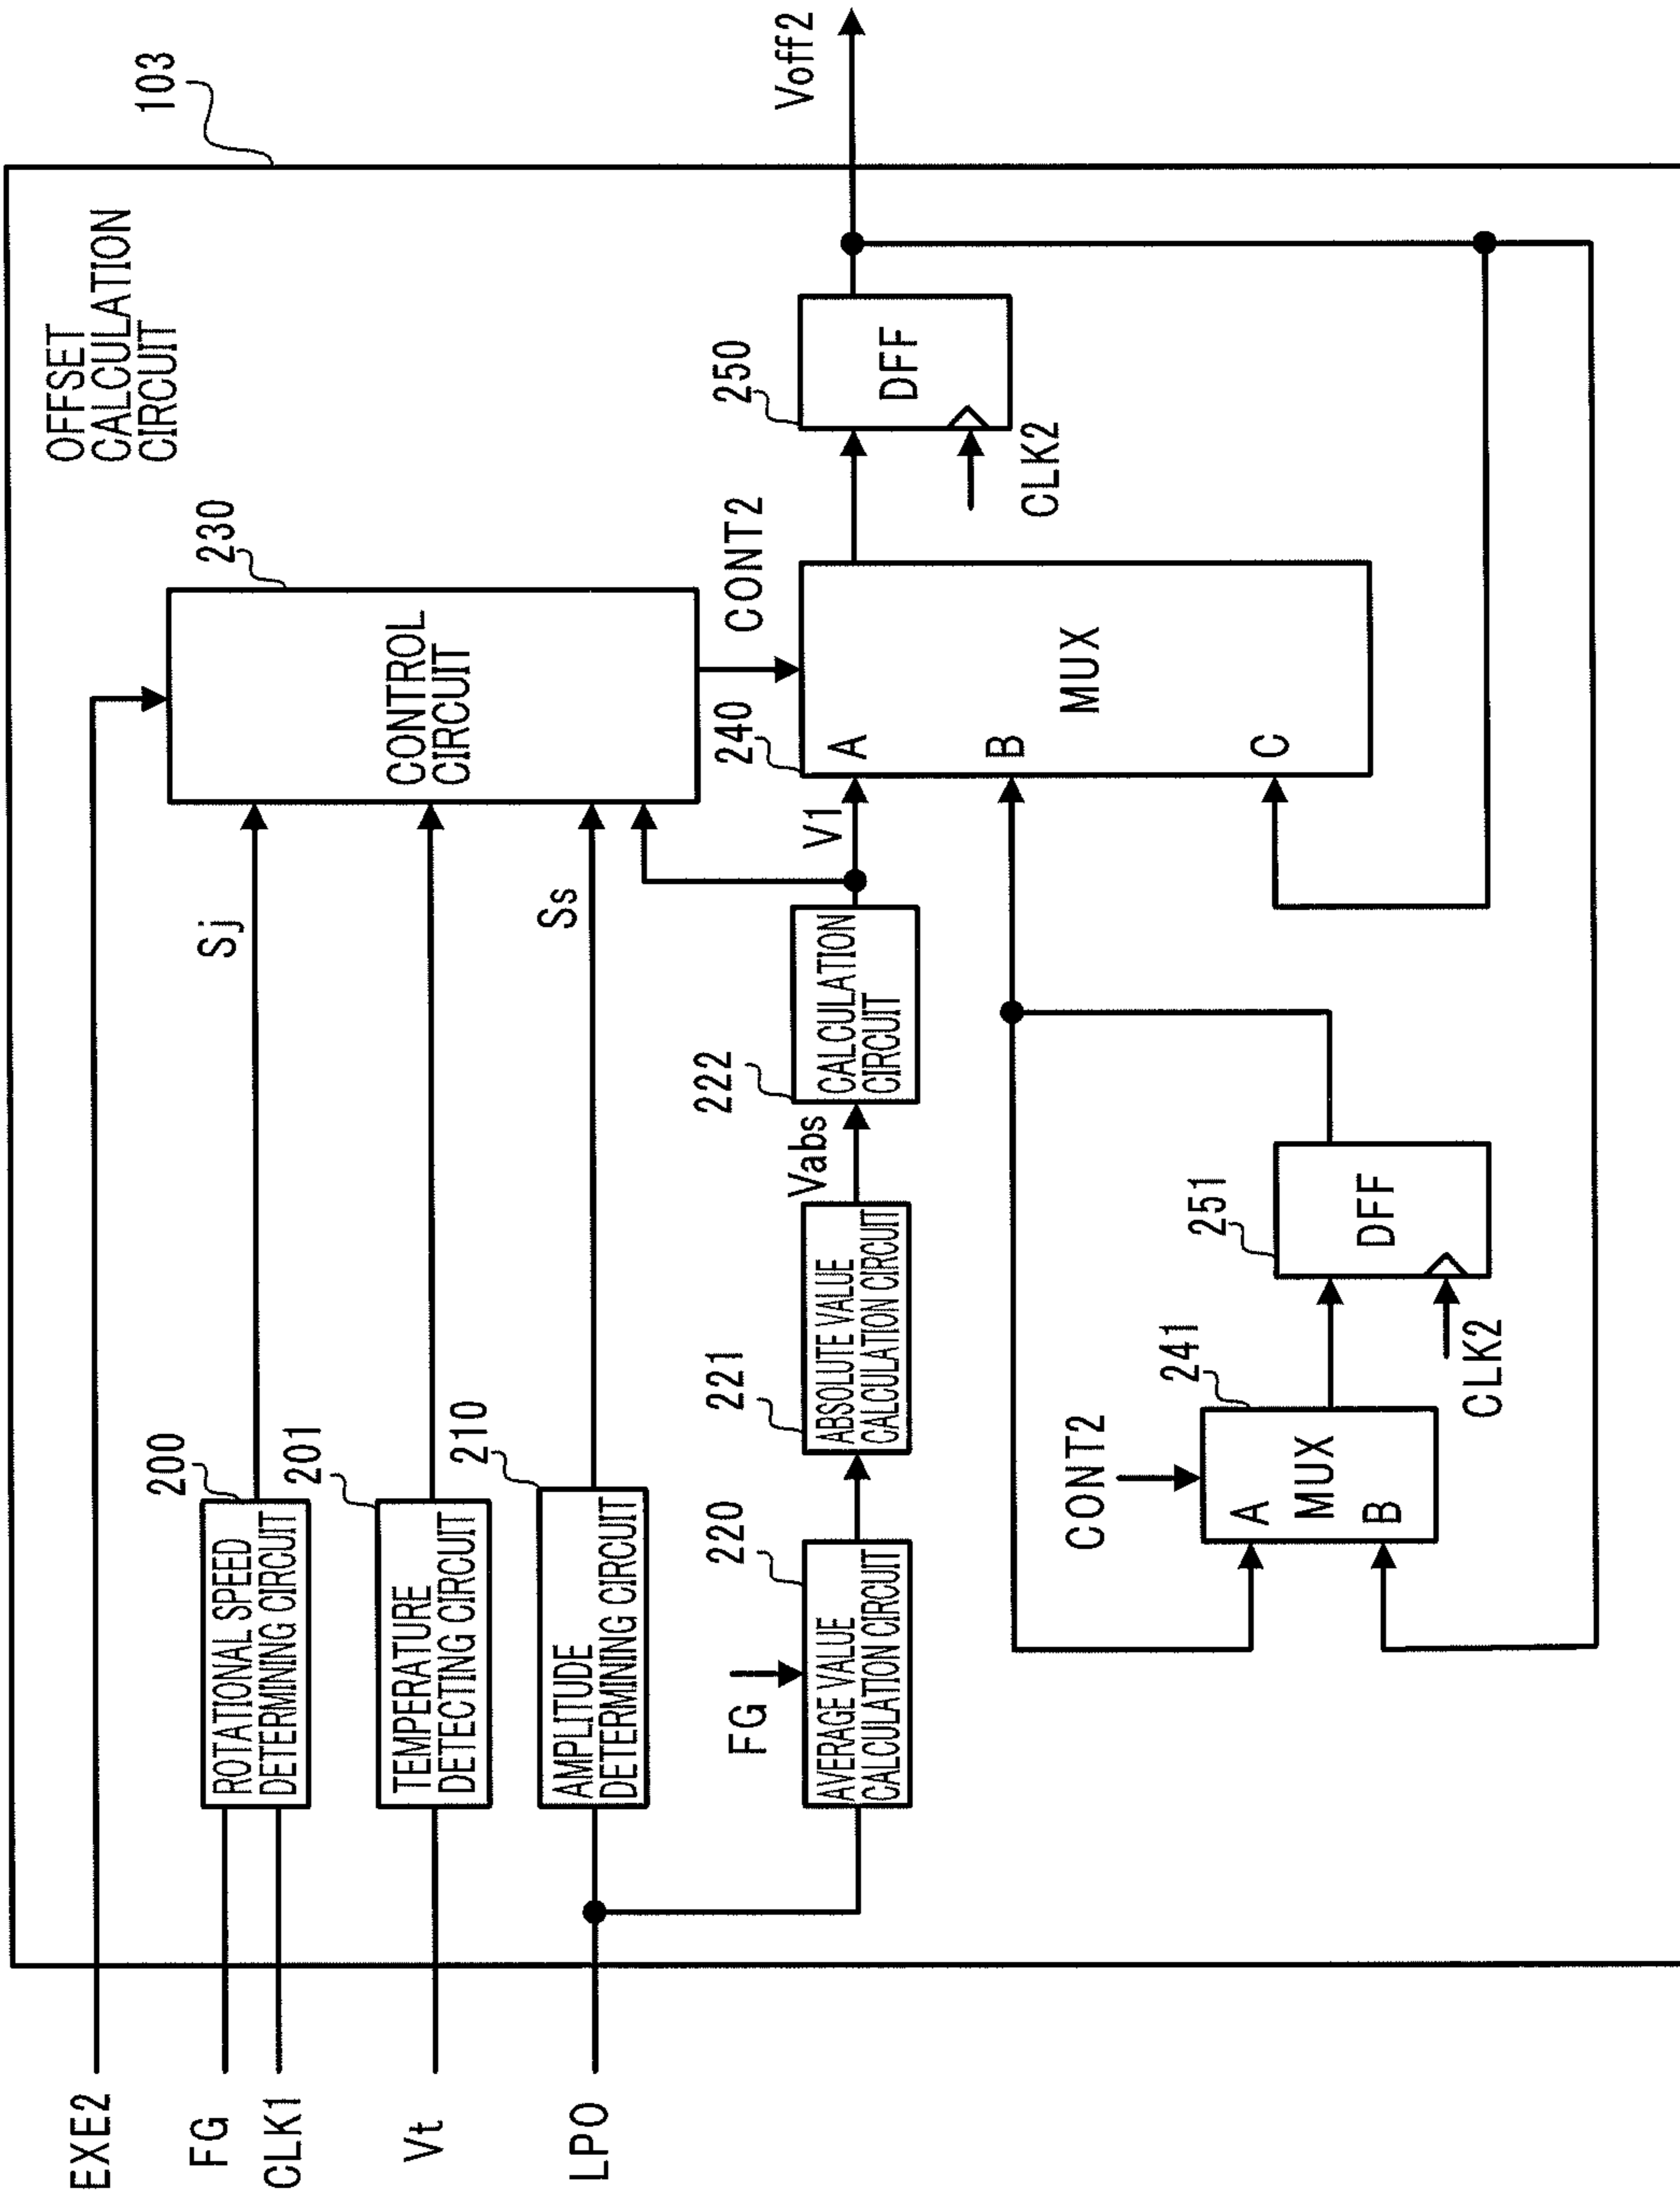 103
OFFSET
CALCULATION
CIRCUIT
EXE2
FG
CLK1
Vt
LPO
200
ROTATIONAL SPEED
DETERMINING CIRCUIT
Sj
201
TEMPERATURE
DETECTING CIRCUIT
210
AMPLITUDE
DETERMINING CIRCUIT
Ss
230
CONTROL
CIRCUIT
CONT2
FG
220
AVERAGE VALUE
CALCULATION CIRCUIT
221
ABSOLUTE VALUE
CALCULATION CIRCUIT
Vabs
222
CALCULATION
CIRCUIT
V1
240
A
B
C
MUX
250
DFF
CLK2
Voff2
CONT2
241
A
MUX
B
251
DFF
CLK2